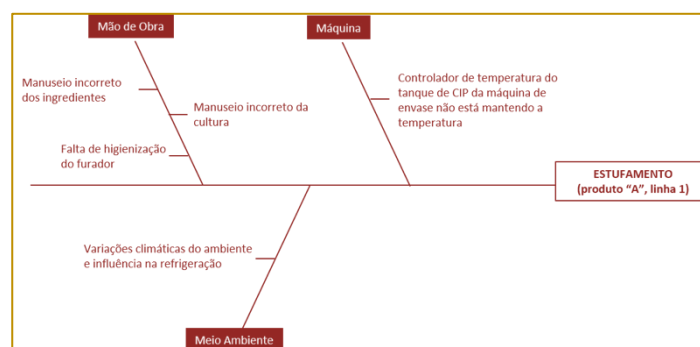 Mão de Obra
Máquina
Manuseio incorreto
dos ingredientes
Manuseio incorreto da
cultura
Falta de higienização
do furador
Controlador de temperatura do
tanque de CIP da máquina de
envase não está mantendo a
temperatura
ESTUFAMENTO
(produto “A”, linha 1)
Variações climáticas do ambiente
e influência na refrigeração
Meio Ambiente